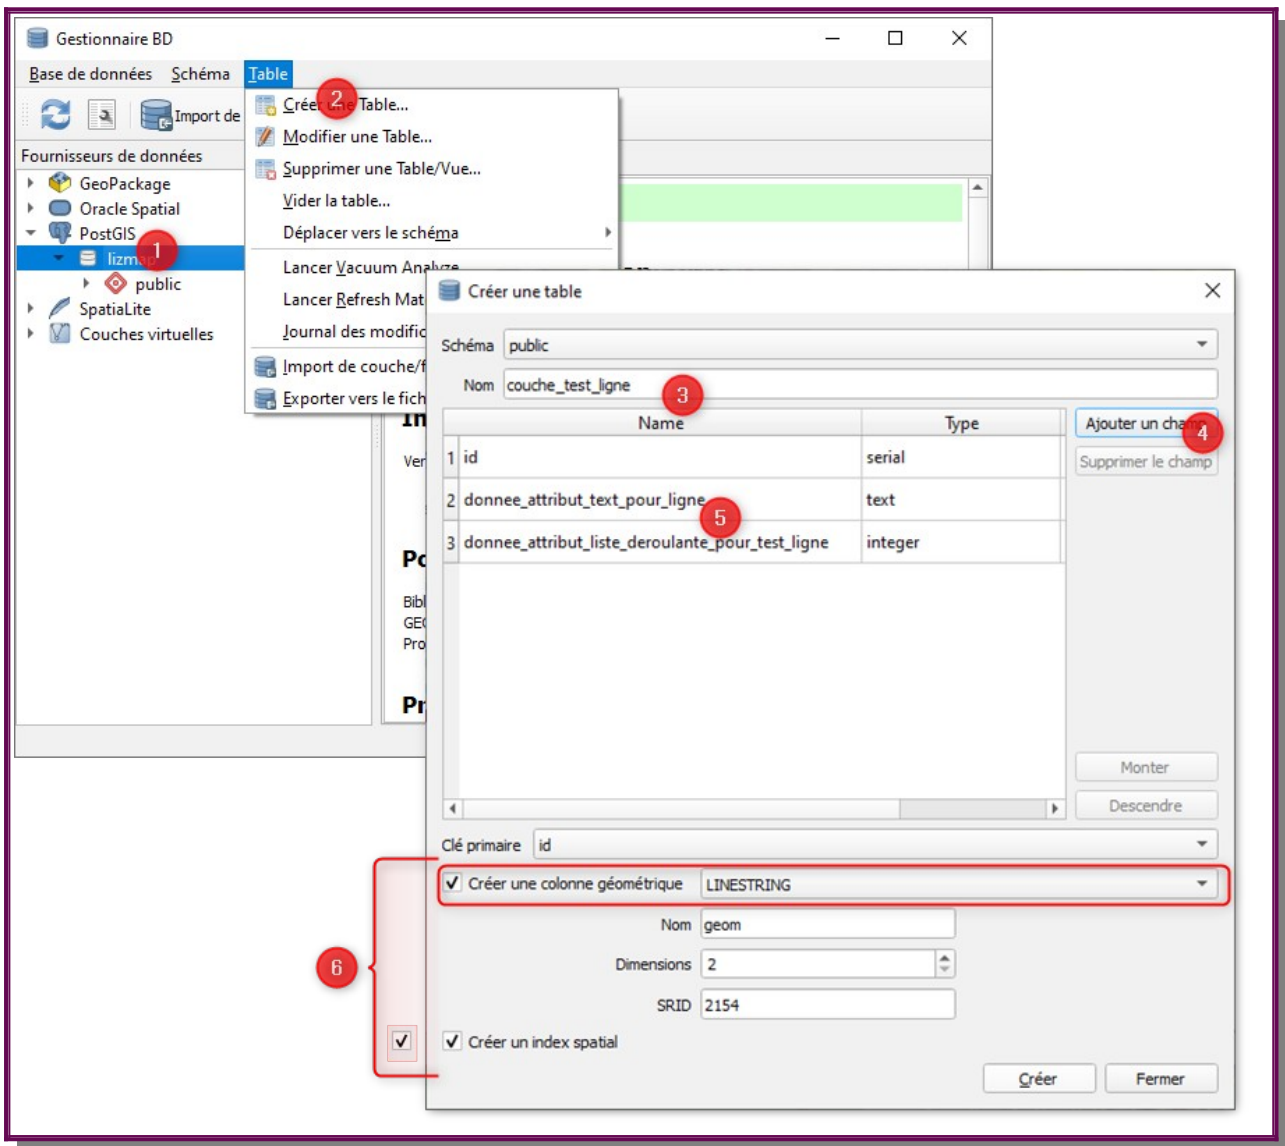 Gestionnaire BD
Base de données Schéma Table
Import de
2
Créer une Table...
Modifier une Table...
Supprimer une Table/Vue...
Vider la table...
Déplacer vers le schéma
Lancer Vacuum Analyze
Lancer Refresh Mat
Journal des modific
Import de couche/f
Exporter vers le fich
Fournisseurs de données
GeoPackage
Oracle Spatial
PostGIS
1
lizmap
public
SpatiaLite
Couches virtuelles
In
Ver
Po
Bibl
GEO
Pro
Pr
Créer une table
Schéma public
Nom couche_test_ligne
3
Name Type
1 id serial
2 donnee_attribut_text_pour_ligne text
5
3 donnee_attribut_liste_deroulante_pour_test_ligne integer
Ajouter un champ
4
Supprimer le champ
Monter
Descendre
Clé primaire id
Créer une colonne géométrique LINESTRING
Nom geom
Dimensions 2
SRID 2154
6
Créer un index spatial
Créer Fermer